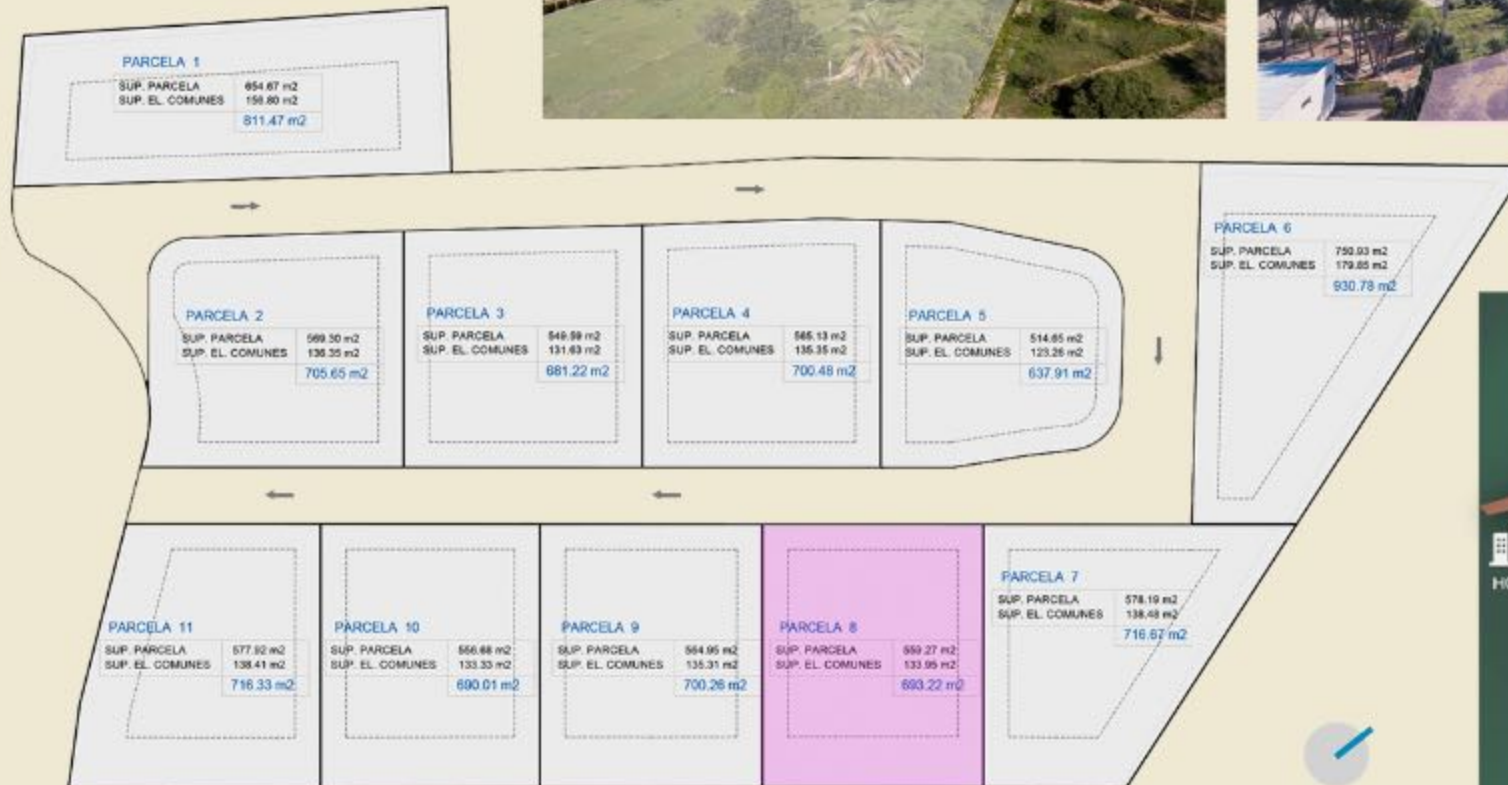 PARCELA 1
SUP. PARCELA 654.67 m2
SUP. EL. COMUNES 156.80 m2
811.47 m2
PARCELA 6
SUP. PARCELA 750.93 m2
SUP. EL. COMUNES 179.85 m2
930.78 m2
PARCELA 2
SUP. PARCELA 569.30 m2
SUP. EL. COMUNES 136.35 m2
705.65 m2
PARCELA 3
SUP. PARCELA 549.59 m2
SUP. EL. COMUNES 131.63 m2
681.22 m2
PARCELA 4
SUP. PARCELA 565.13 m2
SUP. EL. COMUNES 135.35 m2
700.48 m2
PARCELA 5
SUP. PARCELA 514.65 m2
SUP. EL. COMUNES 123.26 m2
637.91 m2
PARCELA 11
SUP. PARCELA 577.92 m2
SUP. EL. COMUNES 138.41 m2
716.33 m2
PARCELA 10
SUP. PARCELA 556.68 m2
SUP. EL. COMUNES 133.33 m2
690.01 m2
PARCELA 9
SUP. PARCELA 564.95 m2
SUP. EL. COMUNES 135.31 m2
700.26 m2
PARCELA 8
SUP. PARCELA 559.27 m2
SUP. EL. COMUNES 133.95 m2
693.22 m2
PARCELA 7
SUP. PARCELA 578.19 m2
SUP. EL. COMUNES 138.48 m2
716.67 m2